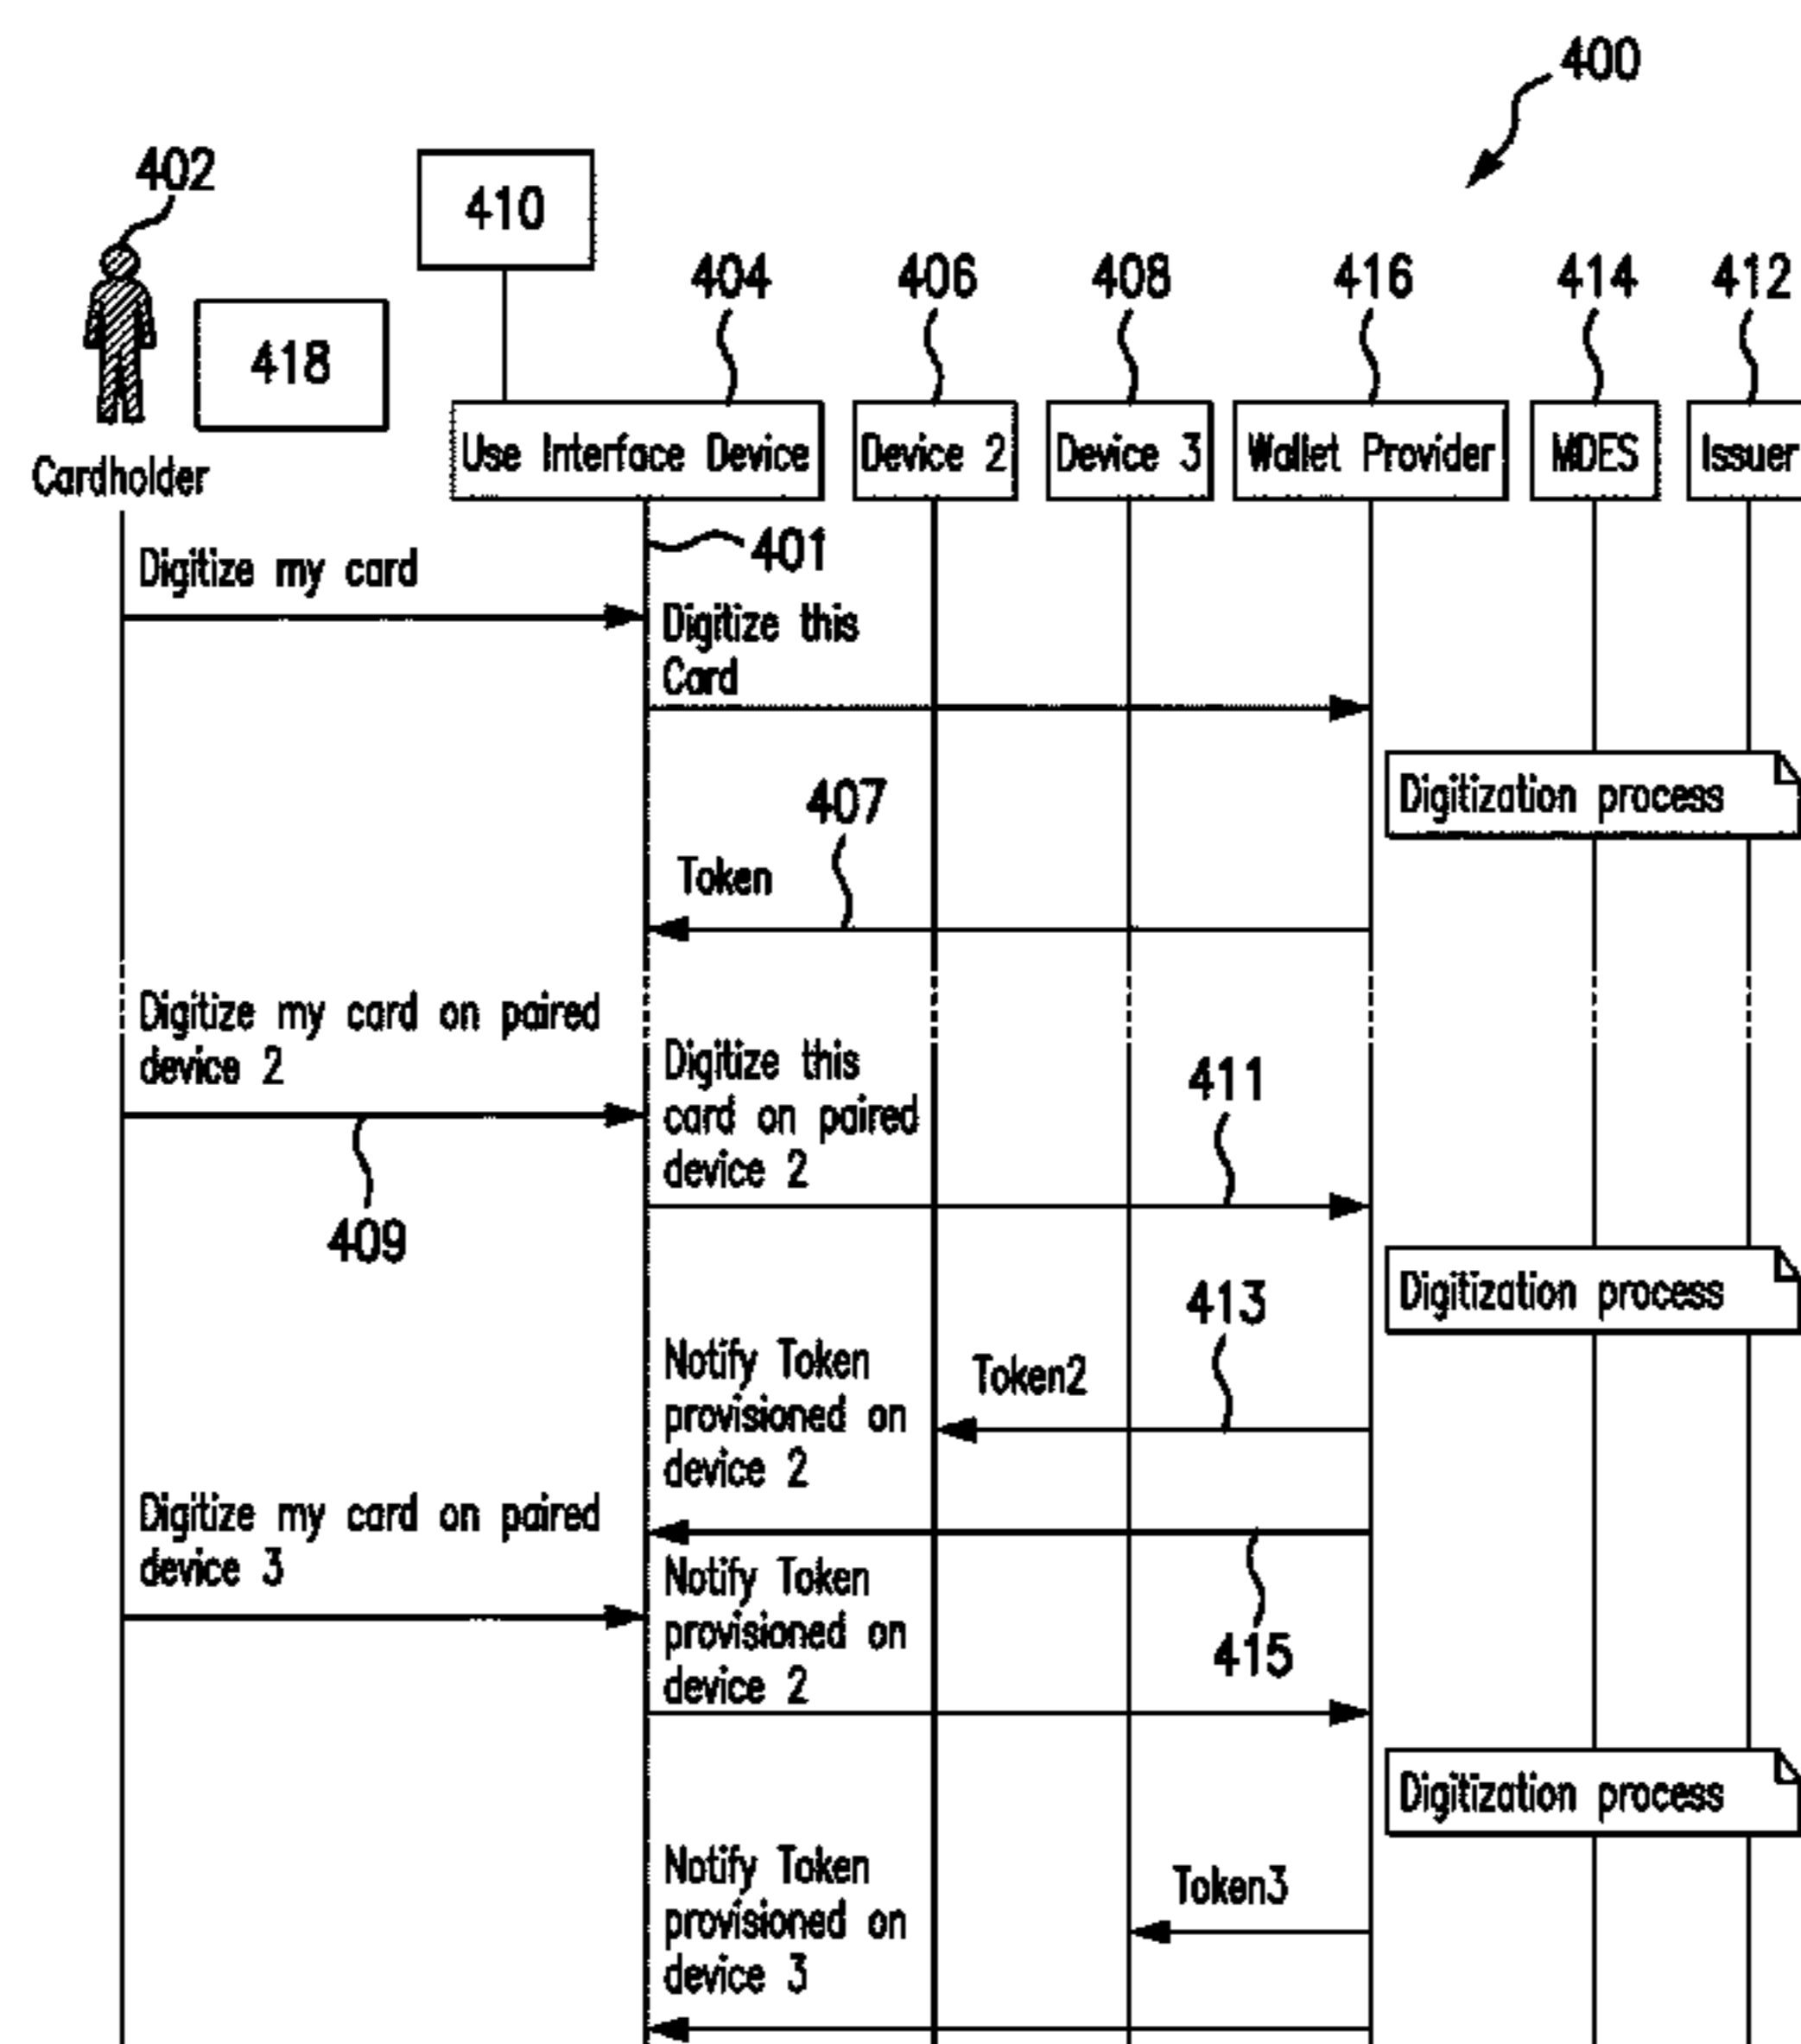 400
402
410
404
406
408
416
414
412
418
Use Interface Device
Device 2
Device 3
Wallet Provider
MDES
Issuer
Cardholder
401
Digitize my card
Digitize this
Card
Digitization process
407
Token
Digitize my card on paired
device 2
Digitize this
card on paired
device 2
411
409
Digitization process
413
Notify Token
provisioned on
device 2
Token2
Digitize my card on paired
device 3
Notify Token
provisioned on
device 2
415
Digitization process
Notify Token
provisioned on
device 3
Token3